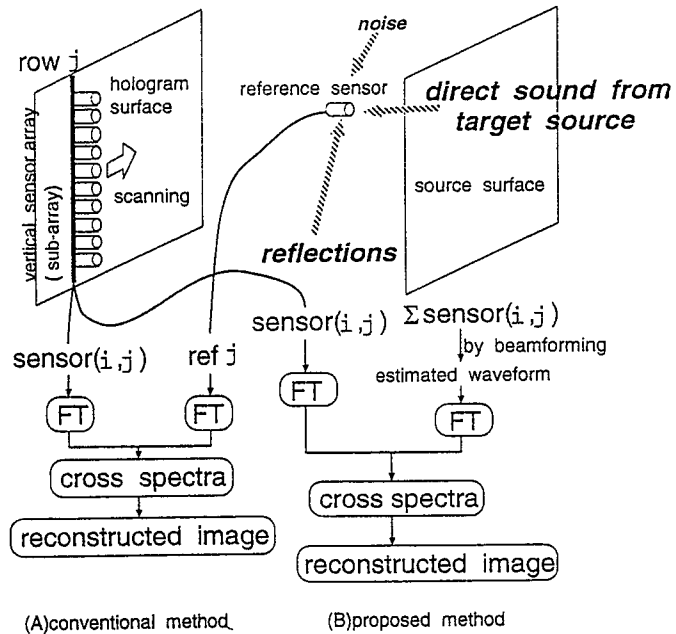 noise
row j
hologram
surface
reference sensor
direct sound from
target source
vertical sensor array
( sub-array)
scanning
source surface
reflections
sensor(i,j)
ref j
sensor(i,j)
Σ sensor(i,j)
by beamforming
estimated waveform
FT
FT
FT
FT
cross spectra
cross spectra
reconstructed image
reconstructed image
(A)conventional method
(B)proposed method